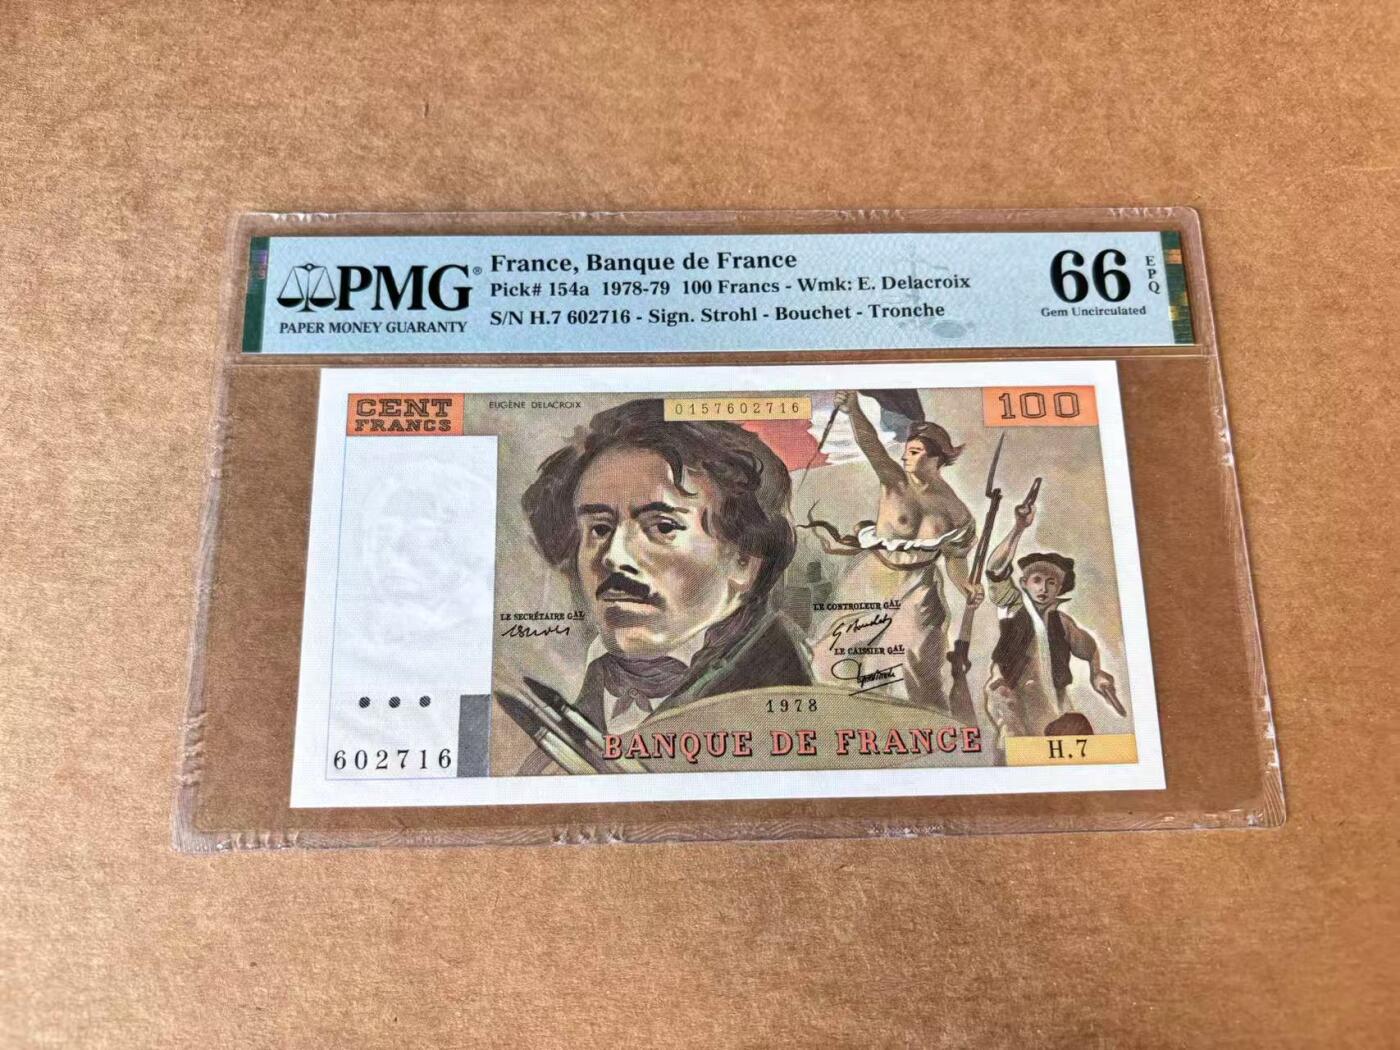 PMG®
PAPER MONEY GUARANTY
France, Banque de France
Pick# 154a 1978-79 100 Francs - Wmk: E. Delacroix
S/N H.7 602716 - Sign. Strohl - Bouchet - Tronche
66
EPQ
Gem Uncirculated
CENT
FRANCS
EUGÈNE DELACROIX
0157602716
100
LE SECRÉTAIRE GAL
LE CONTROLEUR GAL
G Bouchet
LE CAISSIER GAL
1978
BANQUE DE FRANCE
602716
H.7